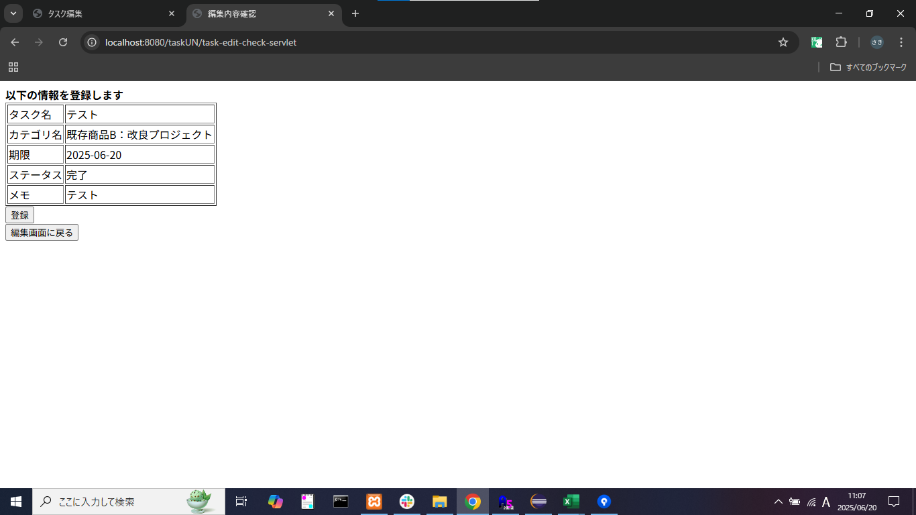 タスク編集
編集内容確認
localhost:8080/taskUN/task-edit-check-servlet
すべてのブックマーク
以下の情報を登録します
タスク名 テスト
カテゴリ名 既存商品B：改良プロジェクト
期限 2025-06-20
ステータス 完了
メモ テスト
登録
編集画面に戻る
ここに入力して検索
A
11:07
2025/06/20